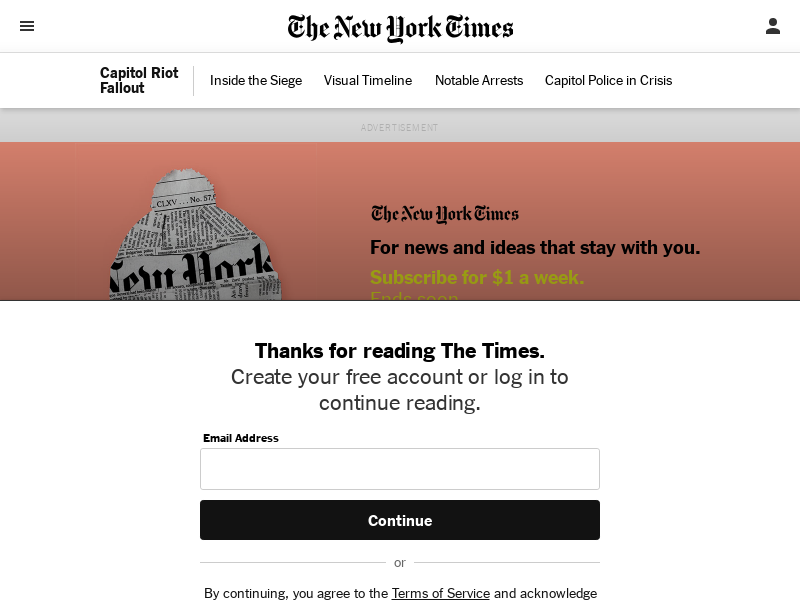 The New York Times
Capitol Riot
Fallout
Inside the Siege
Visual Timeline
Notable Arrests
Capitol Police in Crisis
ADVERTISEMENT
CLXV . . . No. 57,
New York
The New York Times
For news and ideas that stay with you.
Subscribe for $1 a week.
Ends soon.
Thanks for reading The Times.
Create your free account or log in to
continue reading.
Email Address
Continue
or
By continuing, you agree to the Terms of Service and acknowledge